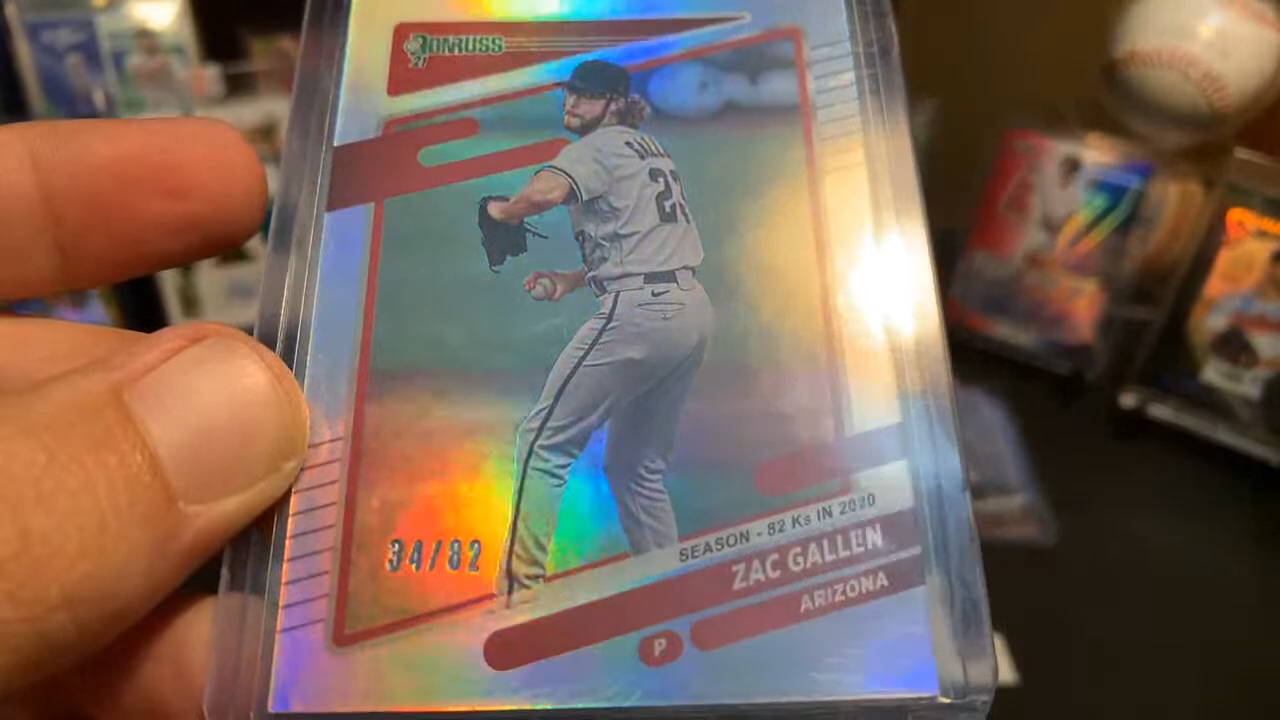 DONRUSS
21
34/82
SEASON - 82 Ks IN 2020
ZAC GALLEN
ARIZONA
P